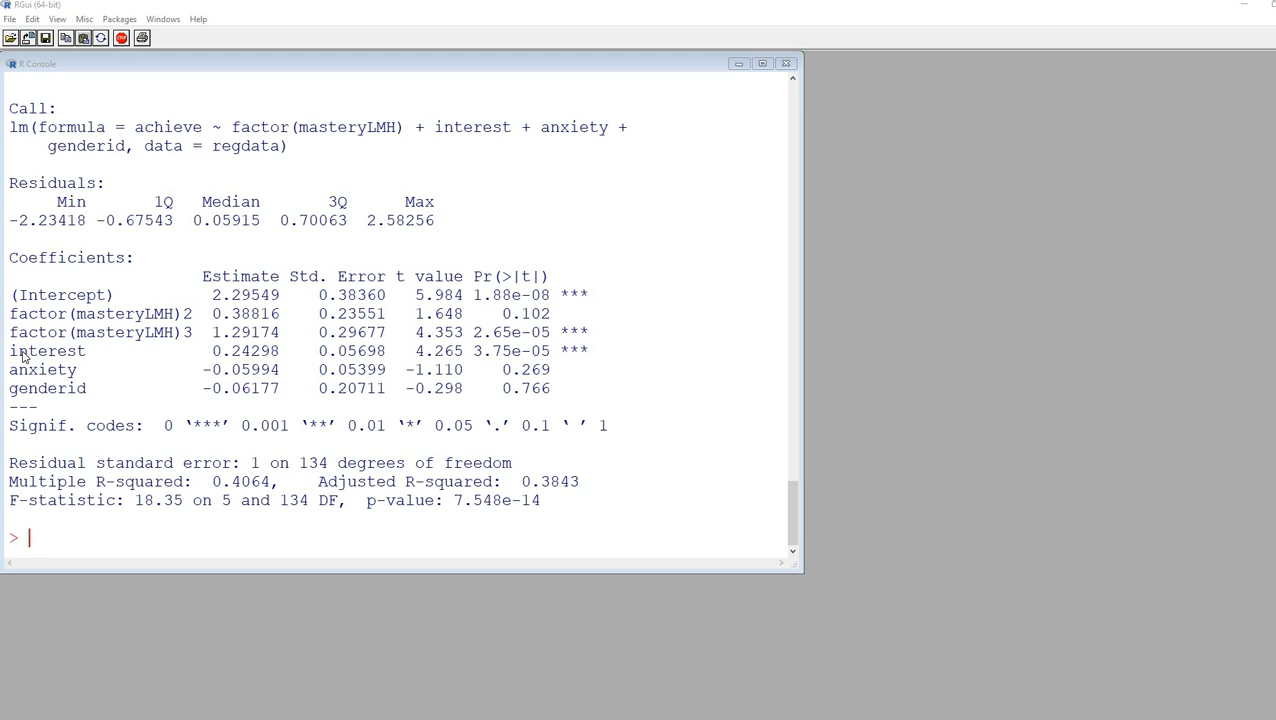 RGui (64-bit)
File Edit View Misc Packages Windows Help
R Console
Call:
lm(formula = achieve ~ factor(masteryLMH) + interest + anxiety +
    genderid, data = regdata)
Residuals:
     Min       1Q   Median       3Q      Max
-2.23418 -0.67543  0.05915  0.70063  2.58256
Coefficients:
                    Estimate Std. Error t value Pr(>|t|)
(Intercept)          2.29549    0.38360   5.984 1.88e-08 ***
factor(masteryLMH)2  0.38816    0.23551   1.648    0.102
factor(masteryLMH)3  1.29174    0.29677   4.353 2.65e-05 ***
interest             0.24298    0.05698   4.265 3.75e-05 ***
anxiety             -0.05994    0.05399  -1.110    0.269
genderid            -0.06177    0.20711  -0.298    0.766
---
Signif. codes:  0 ‘***’ 0.001 ‘**’ 0.01 ‘*’ 0.05 ‘.’ 0.1 ‘ ’ 1
Residual standard error: 1 on 134 degrees of freedom
Multiple R-squared:  0.4064,    Adjusted R-squared:  0.3843
F-statistic: 18.35 on 5 and 134 DF,  p-value: 7.548e-14
>